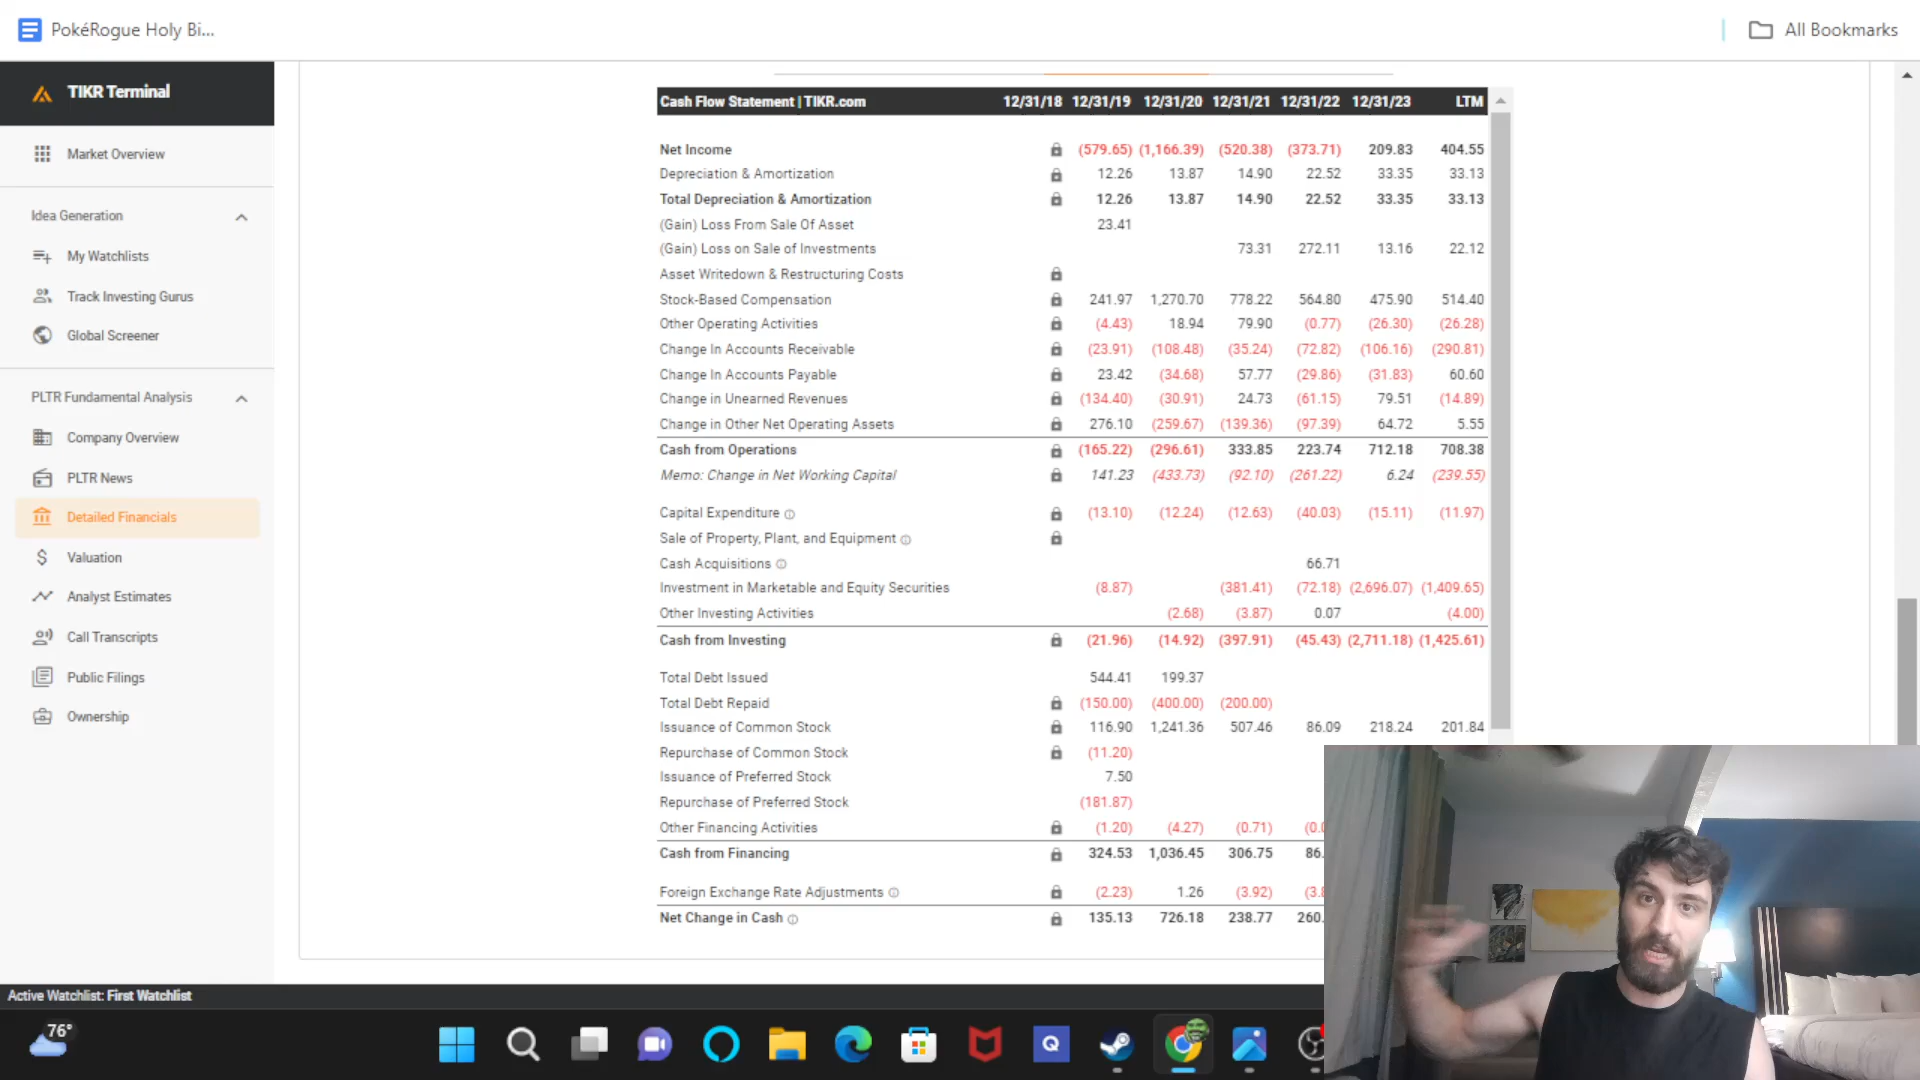 PokéRogue Holy Bi...
All Bookmarks
TIKR Terminal
Market Overview
Idea Generation
My Watchlists
Track Investing Gurus
Global Screener
PLTR Fundamental Analysis
Company Overview
PLTR News
Detailed Financials
Valuation
Analyst Estimates
Call Transcripts
Public Filings
Ownership
Cash Flow Statement | TIKR.com 12/31/18 12/31/19 12/31/20 12/31/21 12/31/22 12/31/23 LTM
Net Income (579.65) (1,166.39) (520.38) (373.71) 209.83 404.55
Depreciation & Amortization 12.26 13.87 14.90 22.52 33.35 33.13
Total Depreciation & Amortization 12.26 13.87 14.90 22.52 33.35 33.13
(Gain) Loss From Sale Of Asset 23.41
(Gain) Loss on Sale of Investments 73.31 272.11 13.16 22.12
Asset Writedown & Restructuring Costs
Stock-Based Compensation 241.97 1,270.70 778.22 564.80 475.90 514.40
Other Operating Activities (4.43) 18.94 79.90 (0.77) (26.30) (26.28)
Change In Accounts Receivable (23.91) (108.48) (35.24) (72.82) (106.16) (290.81)
Change In Accounts Payable 23.42 (34.68) 57.77 (29.86) (31.83) 60.60
Change in Unearned Revenues (134.40) (30.91) 24.73 (61.15) 79.51 (14.89)
Change in Other Net Operating Assets 276.10 (259.67) (139.36) (97.39) 64.72 5.55
Cash from Operations (165.22) (296.61) 333.85 223.74 712.18 708.38
Memo: Change in Net Working Capital 141.23 (433.73) (92.10) (261.22) 6.24 (239.55)
Capital Expenditure (13.10) (12.24) (12.63) (40.03) (15.11) (11.97)
Sale of Property, Plant, and Equipment
Cash Acquisitions 66.71
Investment in Marketable and Equity Securities (8.87) (381.41) (72.18) (2,696.07) (1,409.65)
Other Investing Activities (2.68) (3.87) 0.07 (4.00)
Cash from Investing (21.96) (14.92) (397.91) (45.43) (2,711.18) (1,425.61)
Total Debt Issued 544.41 199.37
Total Debt Repaid (150.00) (400.00) (200.00)
Issuance of Common Stock 116.90 1,241.36 507.46 86.09 218.24 201.84
Repurchase of Common Stock (11.20)
Issuance of Preferred Stock 7.50
Repurchase of Preferred Stock (181.87)
Other Financing Activities (1.20) (4.27) (0.71)
Cash from Financing 324.53 1,036.45 306.75 86.
Foreign Exchange Rate Adjustments (2.23) 1.26 (3.92)
Net Change in Cash 135.13 726.18 238.77 260.
Active Watchlist: First Watchlist
76°
Q